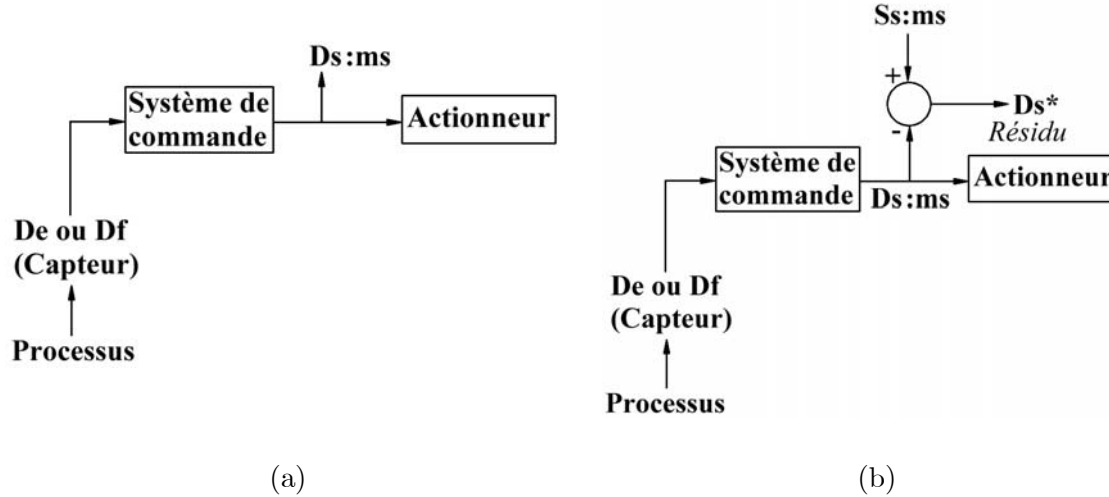 Ds:ms
Système de
commande
Actionneur
De ou Df
(Capteur)
Processus
(a)
Ss:ms
+
-
Ds*
Résidu
Système de
commande
Ds:ms
Actionneur
De ou Df
(Capteur)
Processus
(b)